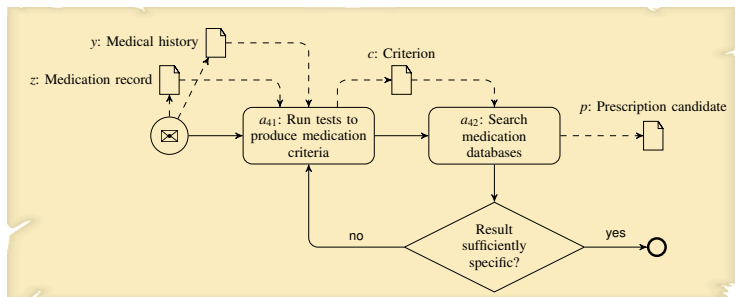 y: Medical history
c: Criterion
z: Medication record
p: Prescription candidate
a41: Run tests to
produce medication
criteria
a42: Search
medication
databases
Result
sufficiently
specific?
no
yes